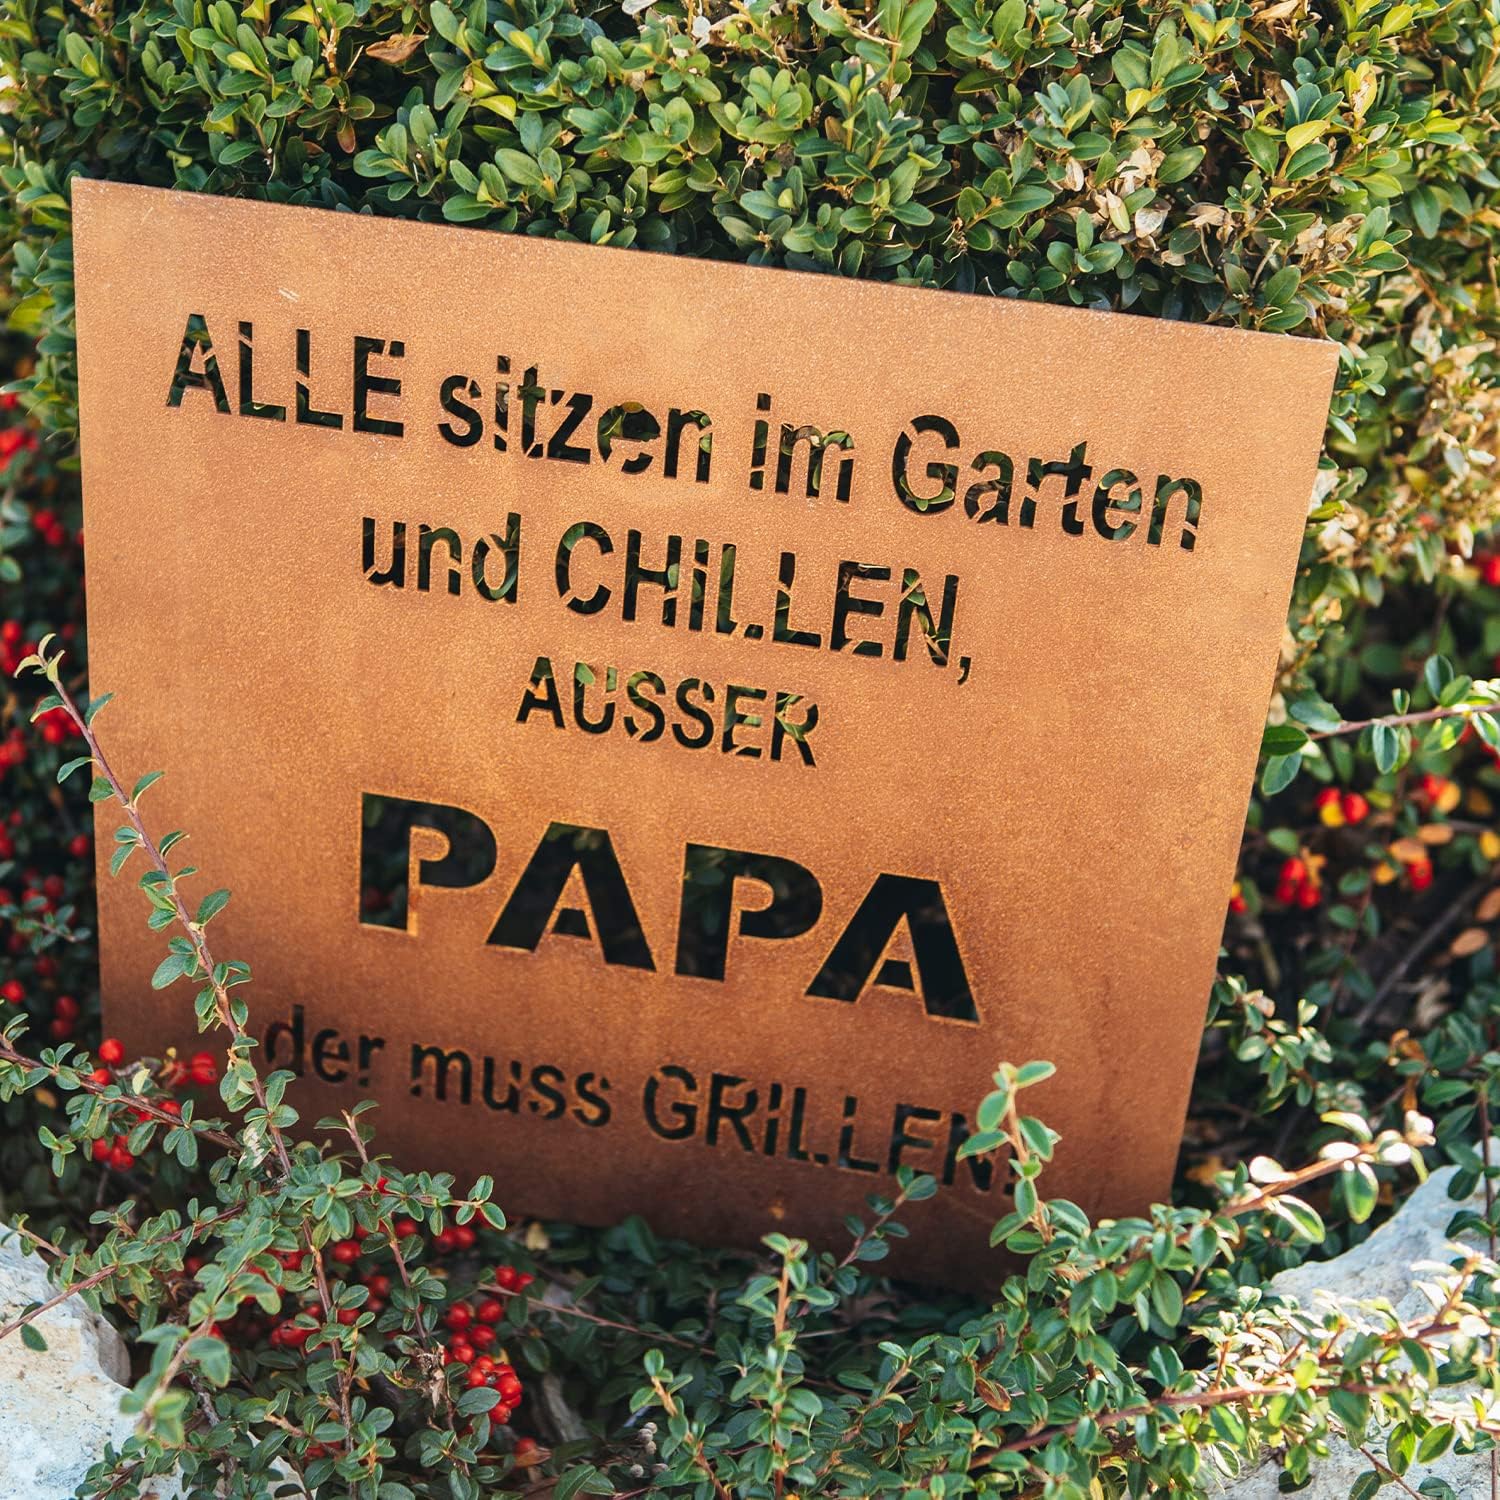 ALLE sitzen im Garten
und CHILLEN,
AUSSER
PAPA
der muss GRILLEN!